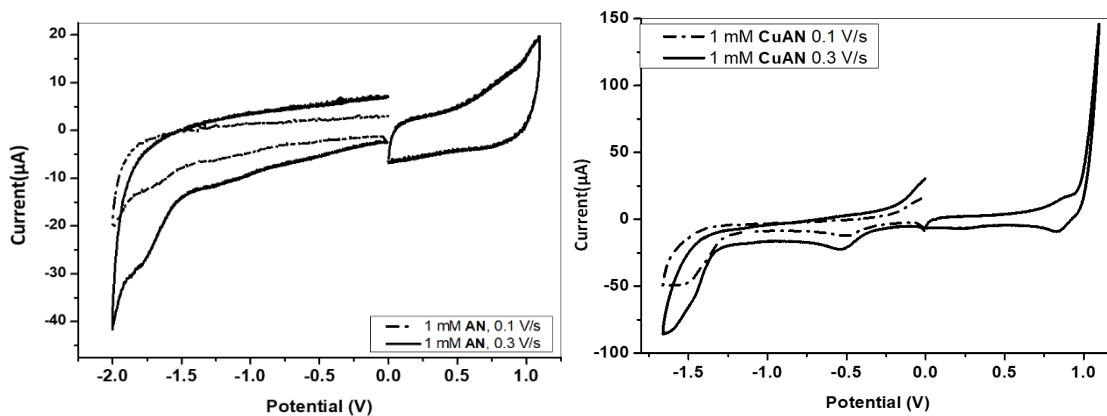 20
10
0
-10
-20
-30
-40
Current(μA)
1 mM AN, 0.1 V/s
1 mM AN, 0.3 V/s
-2.0 -1.5 -1.0 -0.5 0.0 0.5 1.0
Potential (V)
150
100
50
0
-50
-100
Current(μA)
1 mM CuAN 0.1 V/s
1 mM CuAN 0.3 V/s
-1.5 -1.0 -0.5 0.0 0.5 1.0
Potential (V)